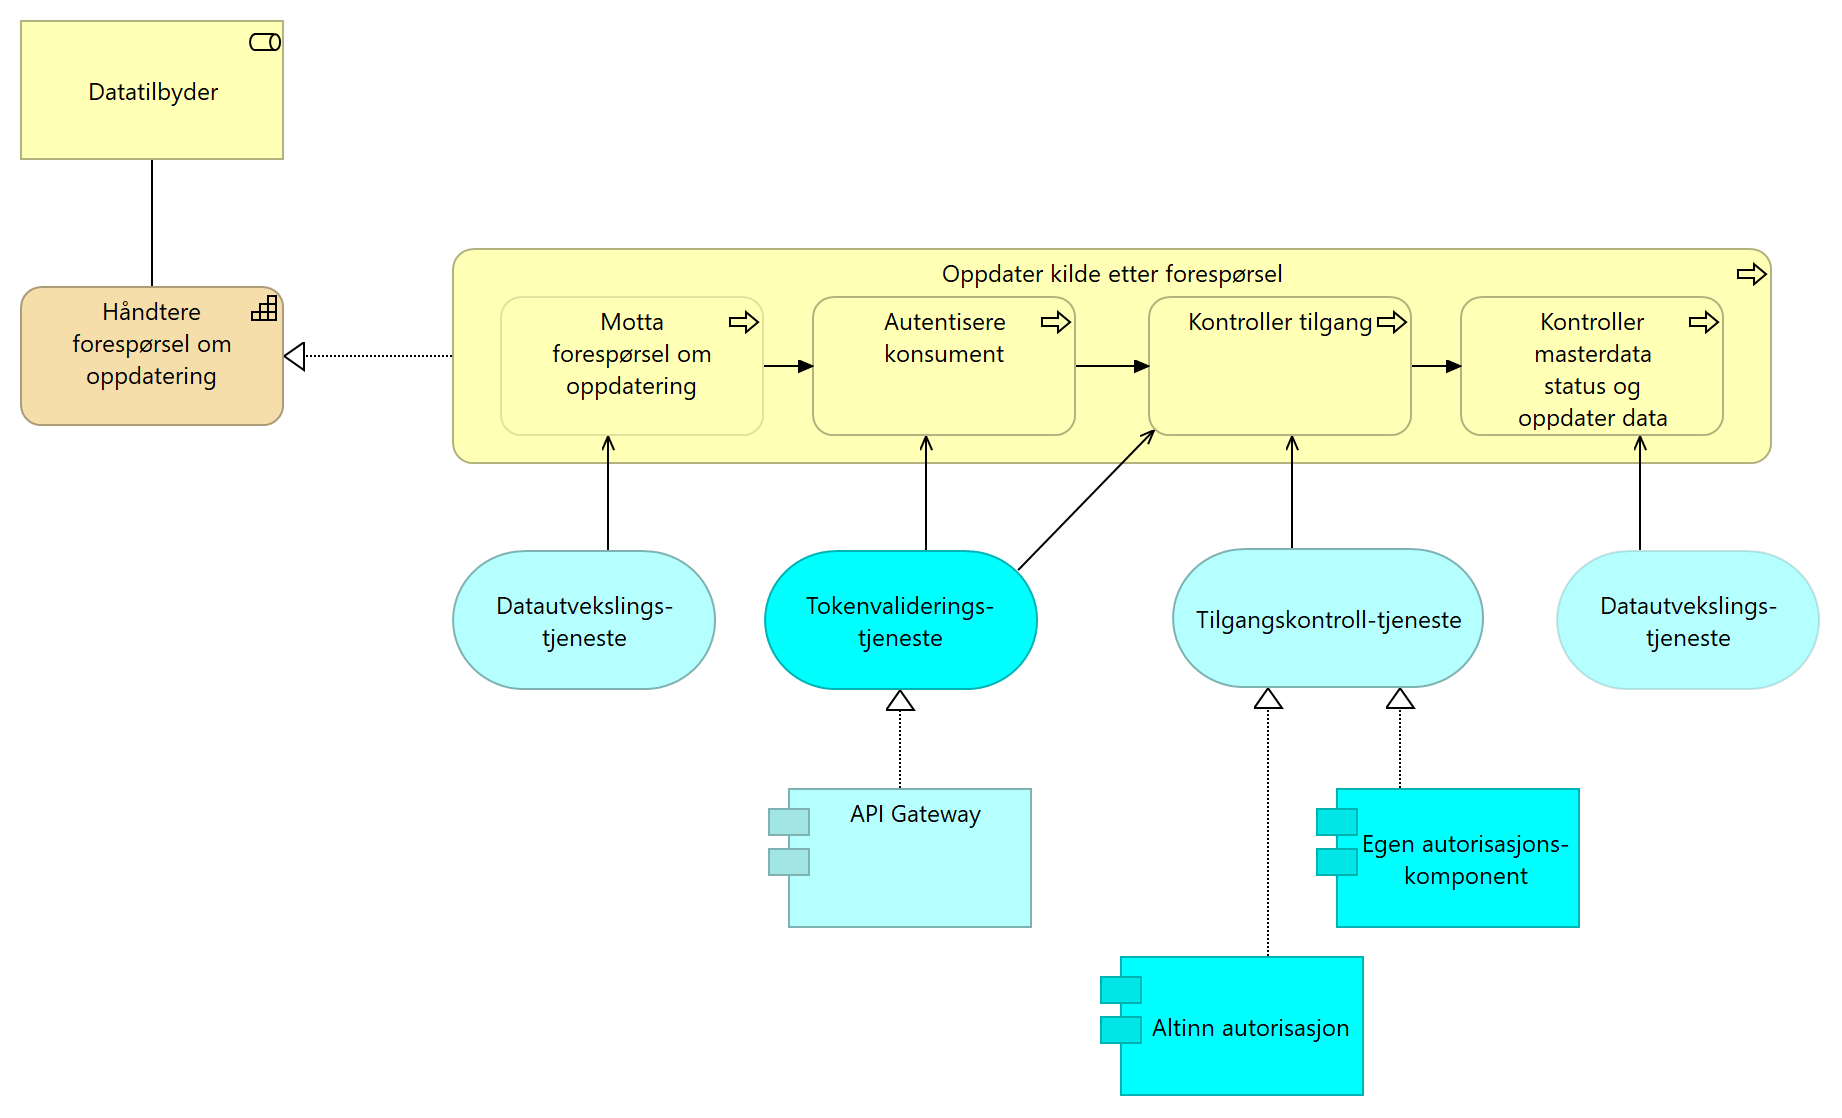 Datatilbyder
Håndtere
forespørsel om
oppdatering
Oppdater kilde etter forespørsel
Motta
forespørsel om
oppdatering
Autentisere
konsument
Kontroller tilgang
Kontroller
masterdata
status og
oppdater data
Datautvekslings-
tjeneste
Tokenvaliderings-
tjeneste
Tilgangskontroll-tjeneste
Datautvekslings-
tjeneste
API Gateway
Egen autorisasjons-
komponent
Altinn autorisasjon